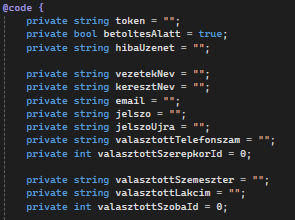 @code {
private string token = "";
private bool betoltesAlatt = true;
private string hibaUzenet = "";
private string vezetekNev = "";
private string keresztNev = "";
private string email = "";
private string jelszo = "";
private string jelszoUjra = "";
private string valasztottTelefonszam = "";
private int valasztottSzerepkorId = 0;
private string valasztottSzemeszter = "";
private string valasztottLakcim = "";
private int valasztottSzobaId = 0;